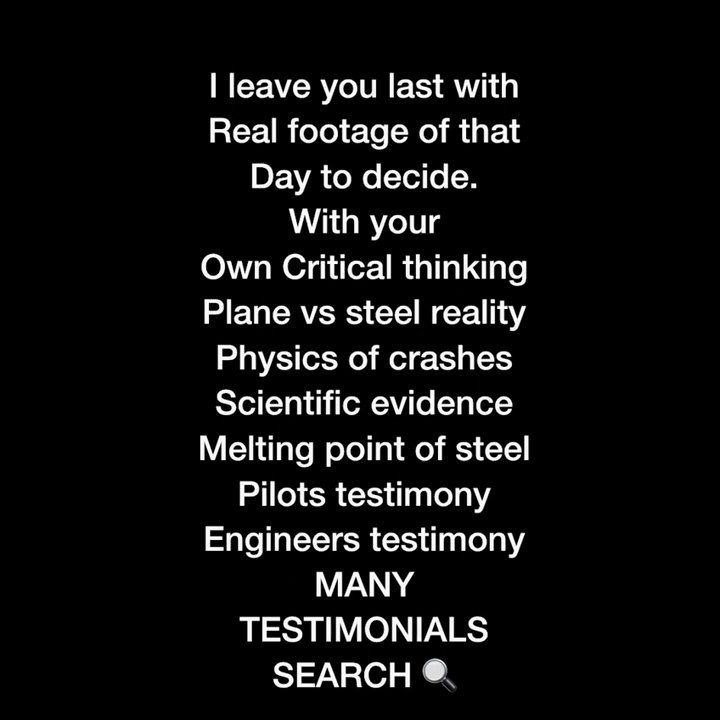 I leave you last with
Real footage of that
Day to decide.
With your
Own Critical thinking
Plane vs steel reality
Physics of crashes
Scientific evidence
Melting point of steel
Pilots testimony
Engineers testimony
MANY
TESTIMONIALS
SEARCH 🔍